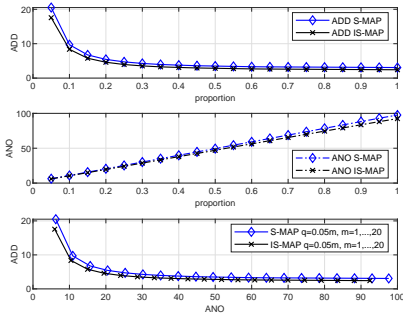 ADD
20
10
0
ADD S-MAP
ADD IS-MAP
0 0.1 0.2 0.3 0.4 0.5 0.6 0.7 0.8 0.9 1
proportion
ANO
100
50
0
ANO S-MAP
ANO IS-MAP
0 0.1 0.2 0.3 0.4 0.5 0.6 0.7 0.8 0.9 1
proportion
ADD
20
10
0
S-MAP q=0.05m, m=1,...,20
IS-MAP q=0.05m, m=1,...,20
0 10 20 30 40 50 60 70 80 90 100
ANO